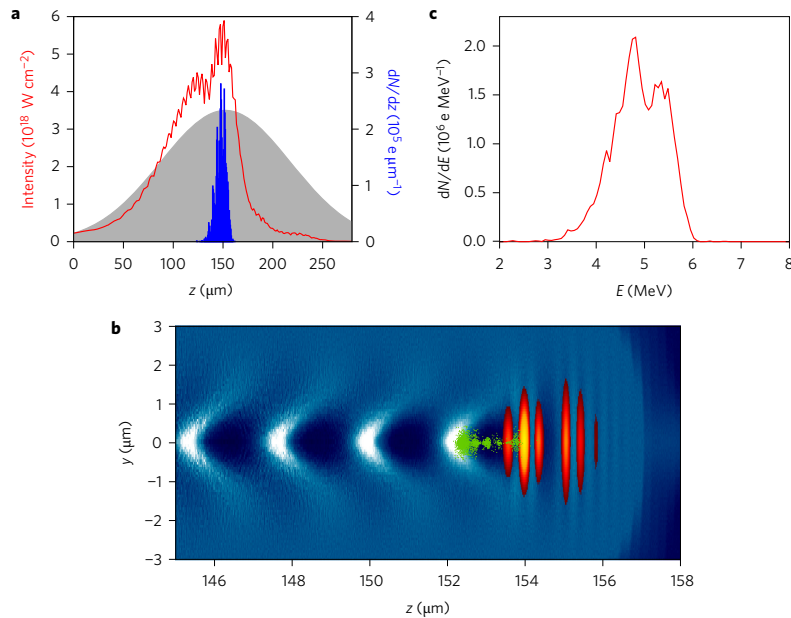 a
6
5
4
3
2
1
0
Intensity (10¹⁸ W cm⁻²)
4
3
2
1
0
dN/dz (10⁵ e μm⁻¹)
0 50 100 150 200 250
z (μm)
c
2.0
1.5
1.0
0.5
0.0
dN/dE (10⁶ e MeV⁻¹)
2 3 4 5 6 7 8
E (MeV)
b
3
2
1
0
−1
−2
−3
y (μm)
146 148 150 152 154 156 158
z (μm)